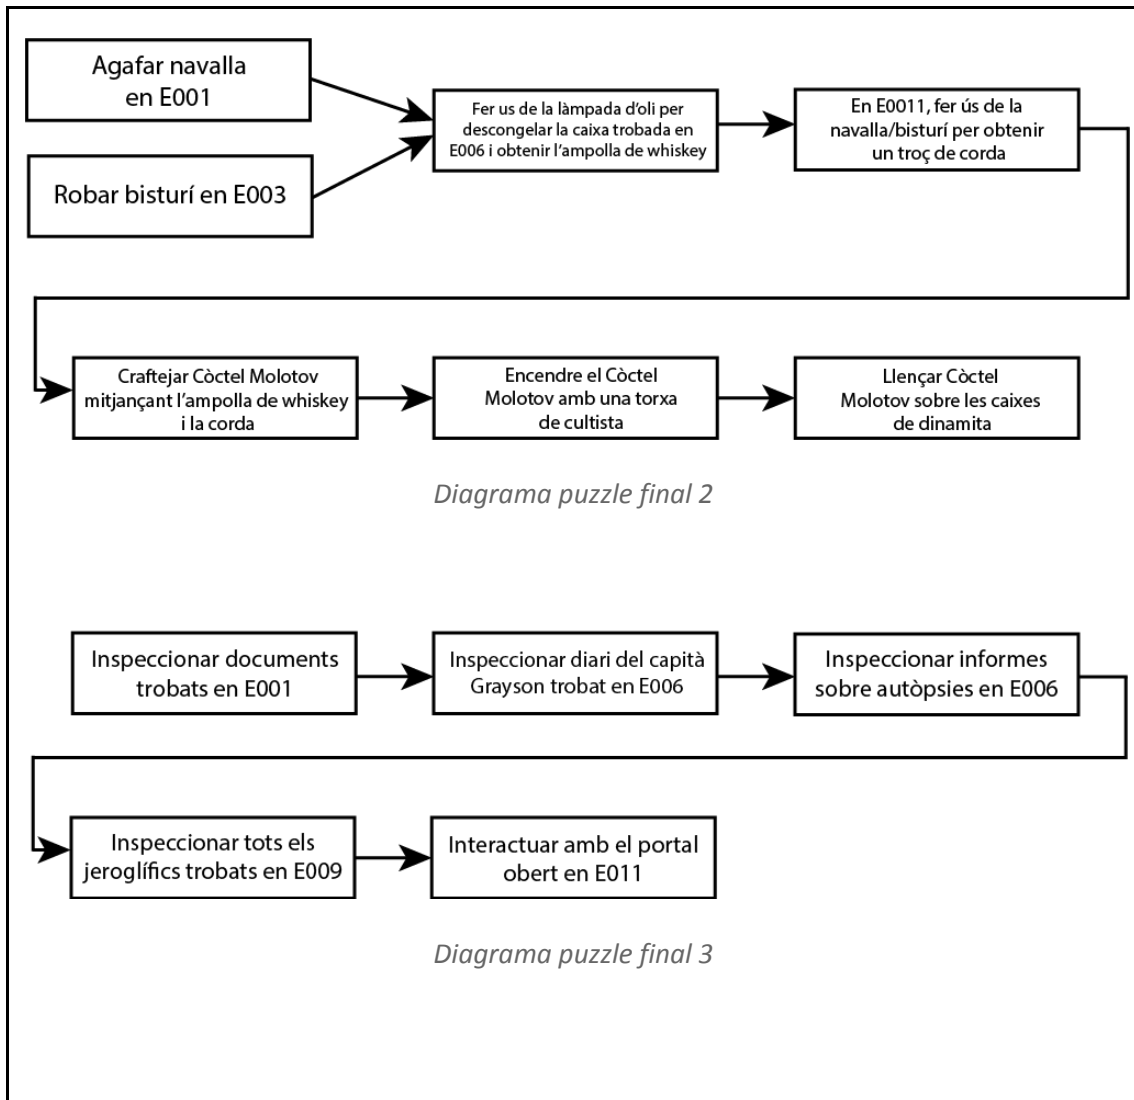 Agafar navalla
en E001
Robar bisturí en E003
Fer us de la làmpada d'oli per
descongelar la caixa trobada en
E006 i obtenir l'ampolla de whiskey
En E0011, fer ús de la
navalla/bisturí per obtenir
un troç de corda
Craftejar Còctel Molotov
mitjançant l'ampolla de whiskey
i la corda
Encendre el Còctel
Molotov amb una torxa
de cultista
Llençar Còctel
Molotov sobre les caixes
de dinamita
Diagrama puzzle final 2
Inspeccionar documents
trobats en E001
Inspeccionar diari del capità
Grayson trobat en E006
Inspeccionar informes
sobre autòpsies en E006
Inspeccionar tots els
jeroglífics trobats en E009
Interactuar amb el portal
obert en E011
Diagrama puzzle final 3